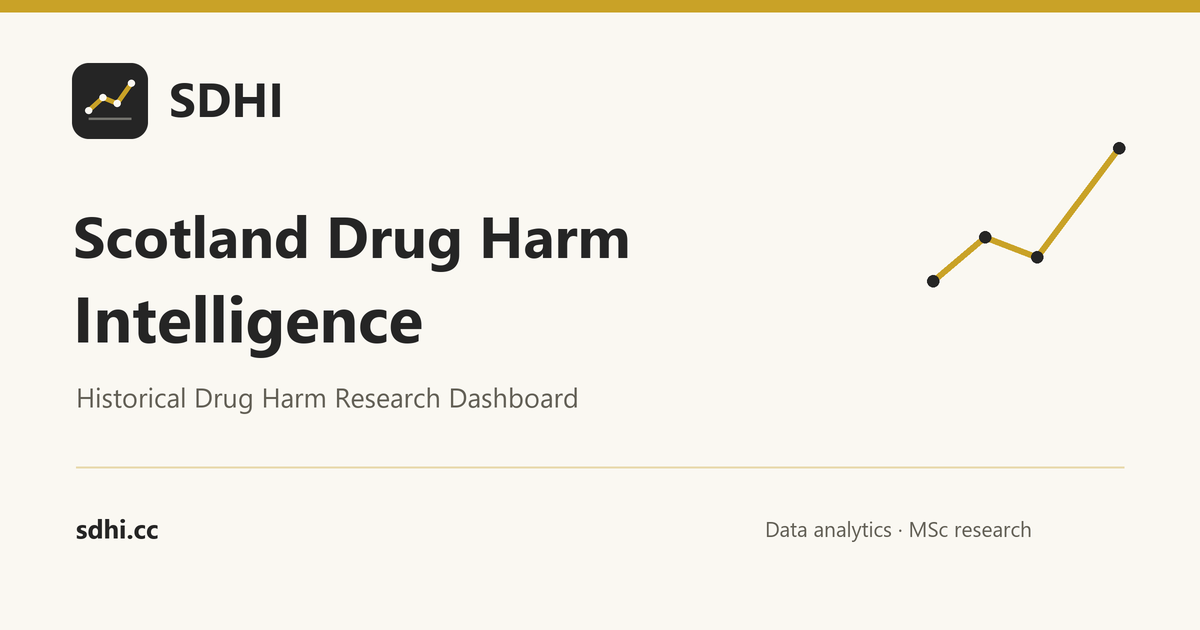 SDHI
Scotland Drug Harm
Intelligence
Historical Drug Harm Research Dashboard
sdhi.cc
Data analytics · MSc research